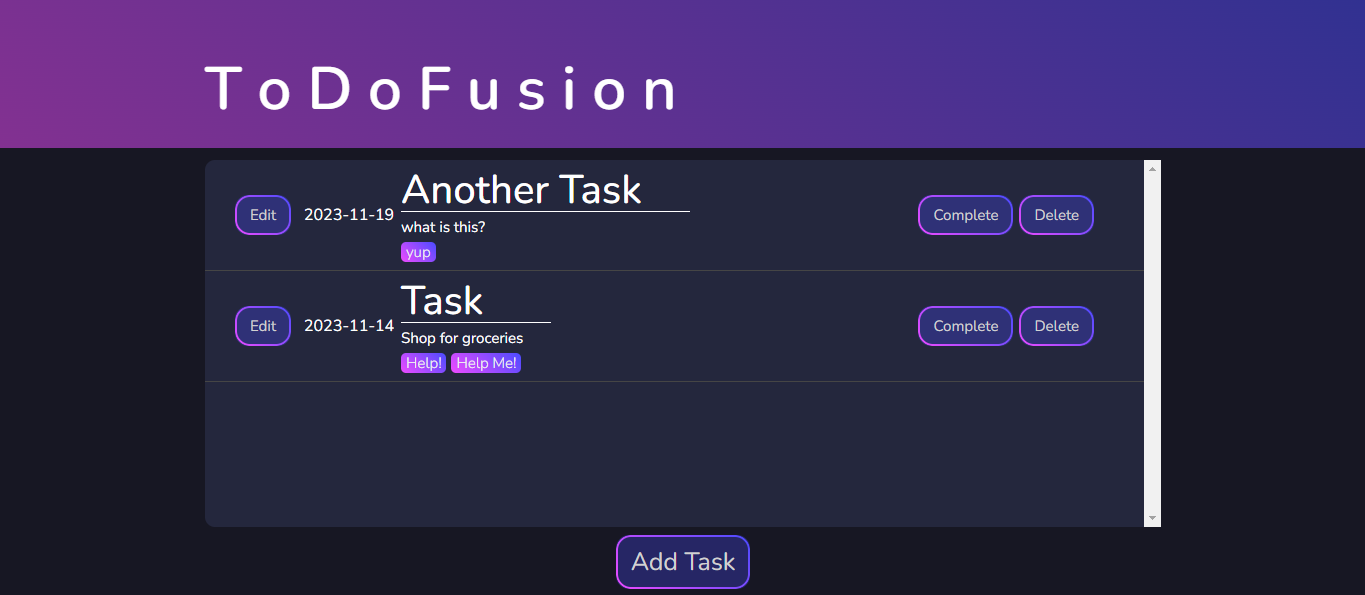 ToDoFusion
Another Task
Edit 2023-11-19 Complete Delete
what is this?
yup
Task
Edit 2023-11-14 Complete Delete
Shop for groceries
Help! Help Me!
Add Task